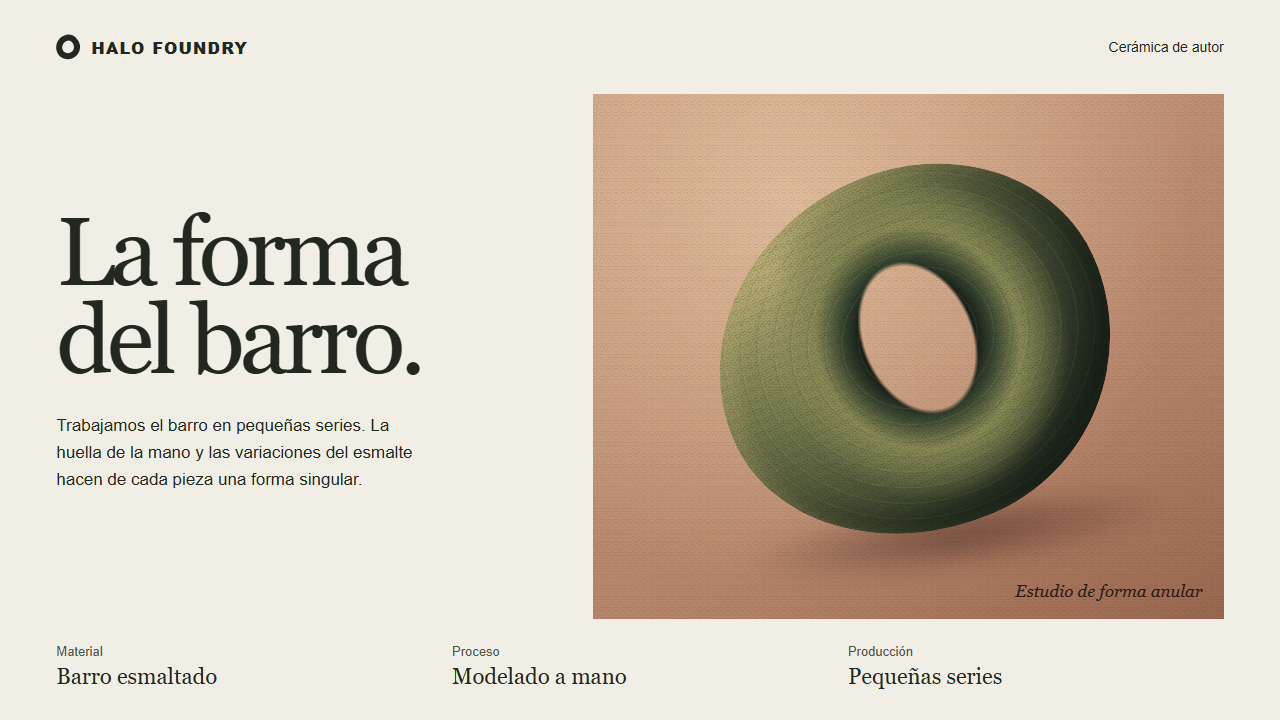 HALO FOUNDRY
Cerámica de autor
La forma
del barro.
Trabajamos el barro en pequeñas series. La
huella de la mano y las variaciones del esmalte
hacen de cada pieza una forma singular.
Estudio de forma anular
Material
Barro esmaltado
Proceso
Modelado a mano
Producción
Pequeñas series